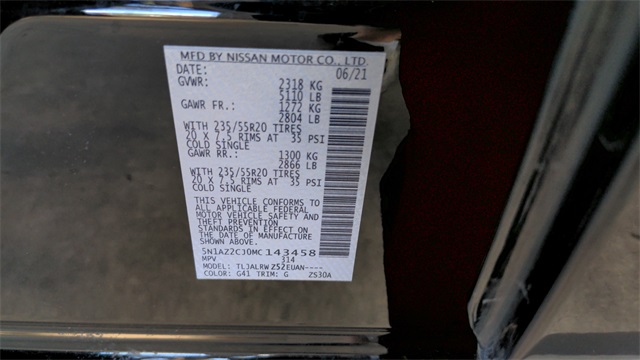 MFD BY NISSAN MOTOR CO., LTD.
DATE: 06/21
GVWR: 2318 KG
5110 LB
GAWR FR.: 1272 KG
2804 LB
WITH 235/55R20 TIRES
20 X 7.5 RIMS AT 35 PSI
COLD SINGLE
GAWR RR.: 1300 KG
2866 LB
WITH 235/55R20 TIRES
20 X 7.5 RIMS AT 35 PSI
COLD SINGLE
THIS VEHICLE CONFORMS TO
ALL APPLICABLE FEDERAL
MOTOR VEHICLE SAFETY AND
THEFT PREVENTION
STANDARDS IN EFFECT ON
THE DATE OF MANUFACTURE
SHOWN ABOVE.
5N1AZ2CJ0MC143458
MPV 314
MODEL: TLJALRWZS2EUAN----
COLOR: G41 TRIM: G ZS30A